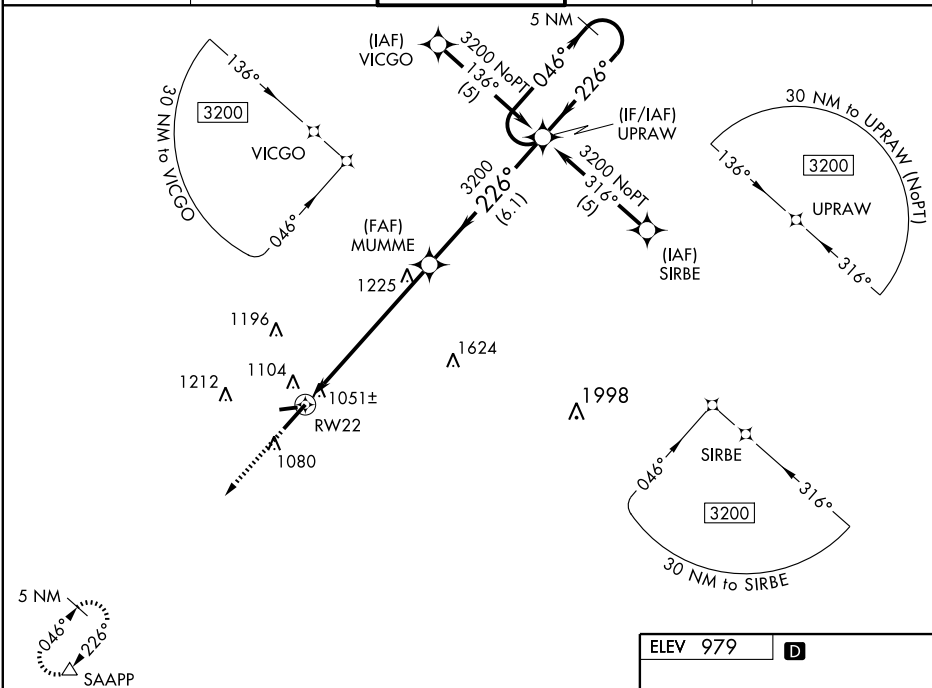 5 NM
(IAF)
VICGO
3200 NoPT
136°
(5)
046°
226°
(IF/IAF)
UPRAW
136°
3200
VICGO
30 NM to VICGO
046°
30 NM to UPRAW (NoPT)
136°
3200
UPRAW
316°
3200
226°
(6.1)
3200 NoPT
316°
(5)
(IAF)
SIRBE
(FAF)
MUMME
1225
1196
1624
1104
1212
1051±
RW22
1998
1080
SIRBE
046°
316°
3200
30 NM to SIRBE
5 NM
046°
226°
SAAPP
ELEV 979
D